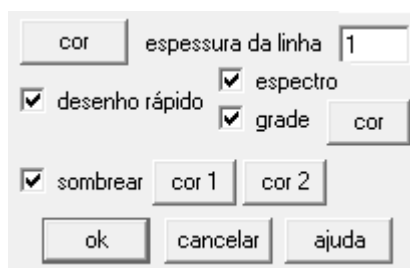 cor espessura da linha 1
espectro
desenho rápido
grade cor
sombrear cor 1 cor 2
ok cancelar ajuda